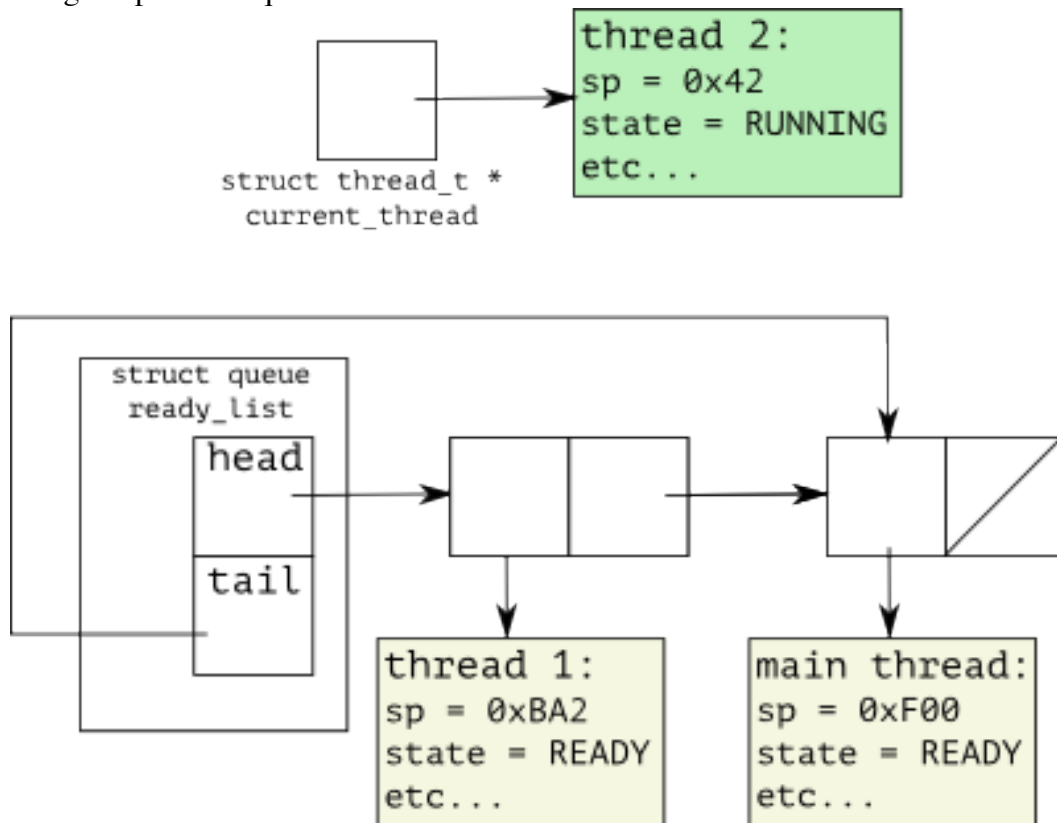 thread 2:
sp = 0x42
state = RUNNING
etc...
struct thread_t *
current_thread
struct queue
ready_list
head
tail
thread 1:
sp = 0xBA2
state = READY
etc...
main thread:
sp = 0xF00
state = READY
etc...